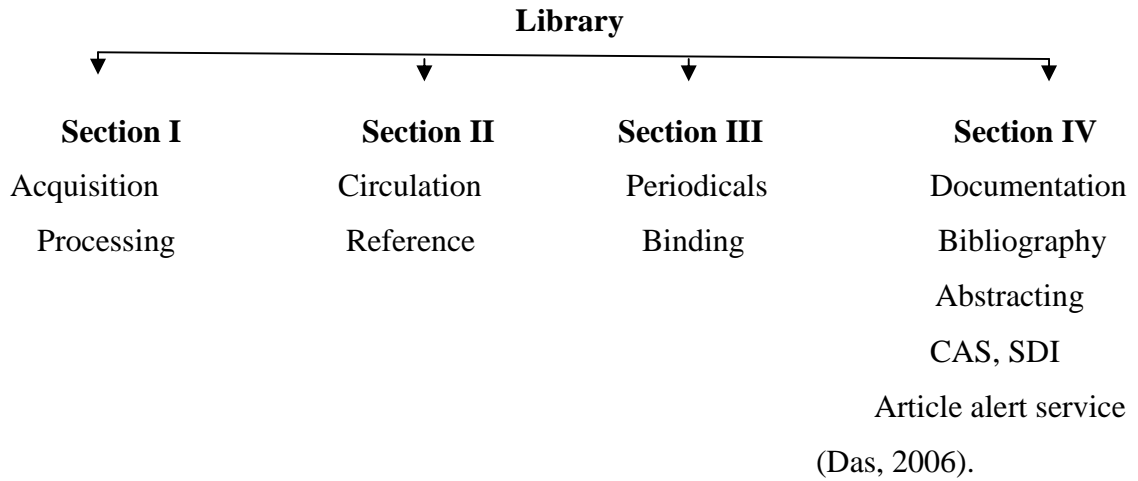 Library
Section I Section II Section III Section IV
Acquisition Circulation Periodicals Documentation
Processing Reference Binding Bibliography
Abstracting
CAS, SDI
Article alert service
(Das, 2006).